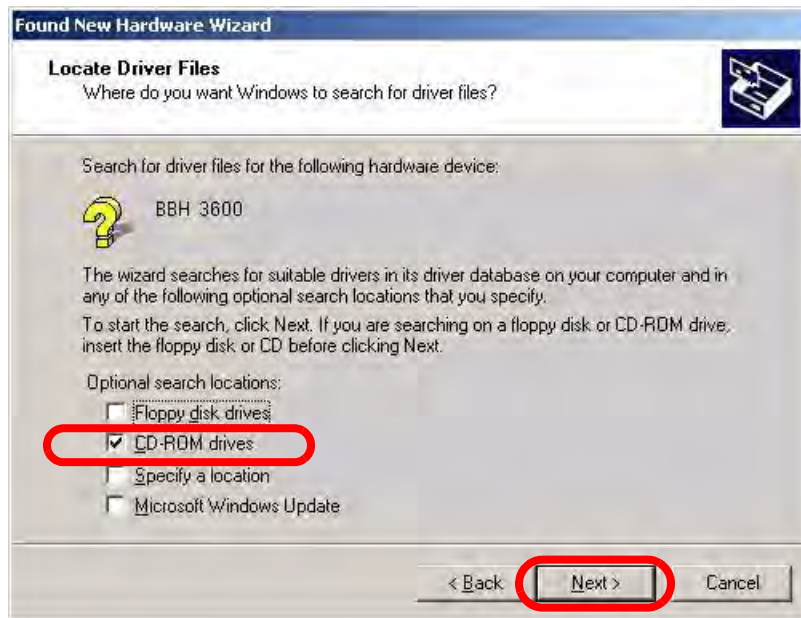 Found New Hardware Wizard
Locate Driver Files
Where do you want Windows to search for driver files?
Search for driver files for the following hardware device:
BBH 3600
The wizard searches for suitable drivers in its driver database on your computer and in
any of the following optional search locations that you specify.
To start the search, click Next. If you are searching on a floppy disk or CD-ROM drive,
insert the floppy disk or CD before clicking Next.
Optional search locations:
Floppy disk drives
CD-ROM drives
Specify a location
Microsoft Windows Update
< Back Next > Cancel